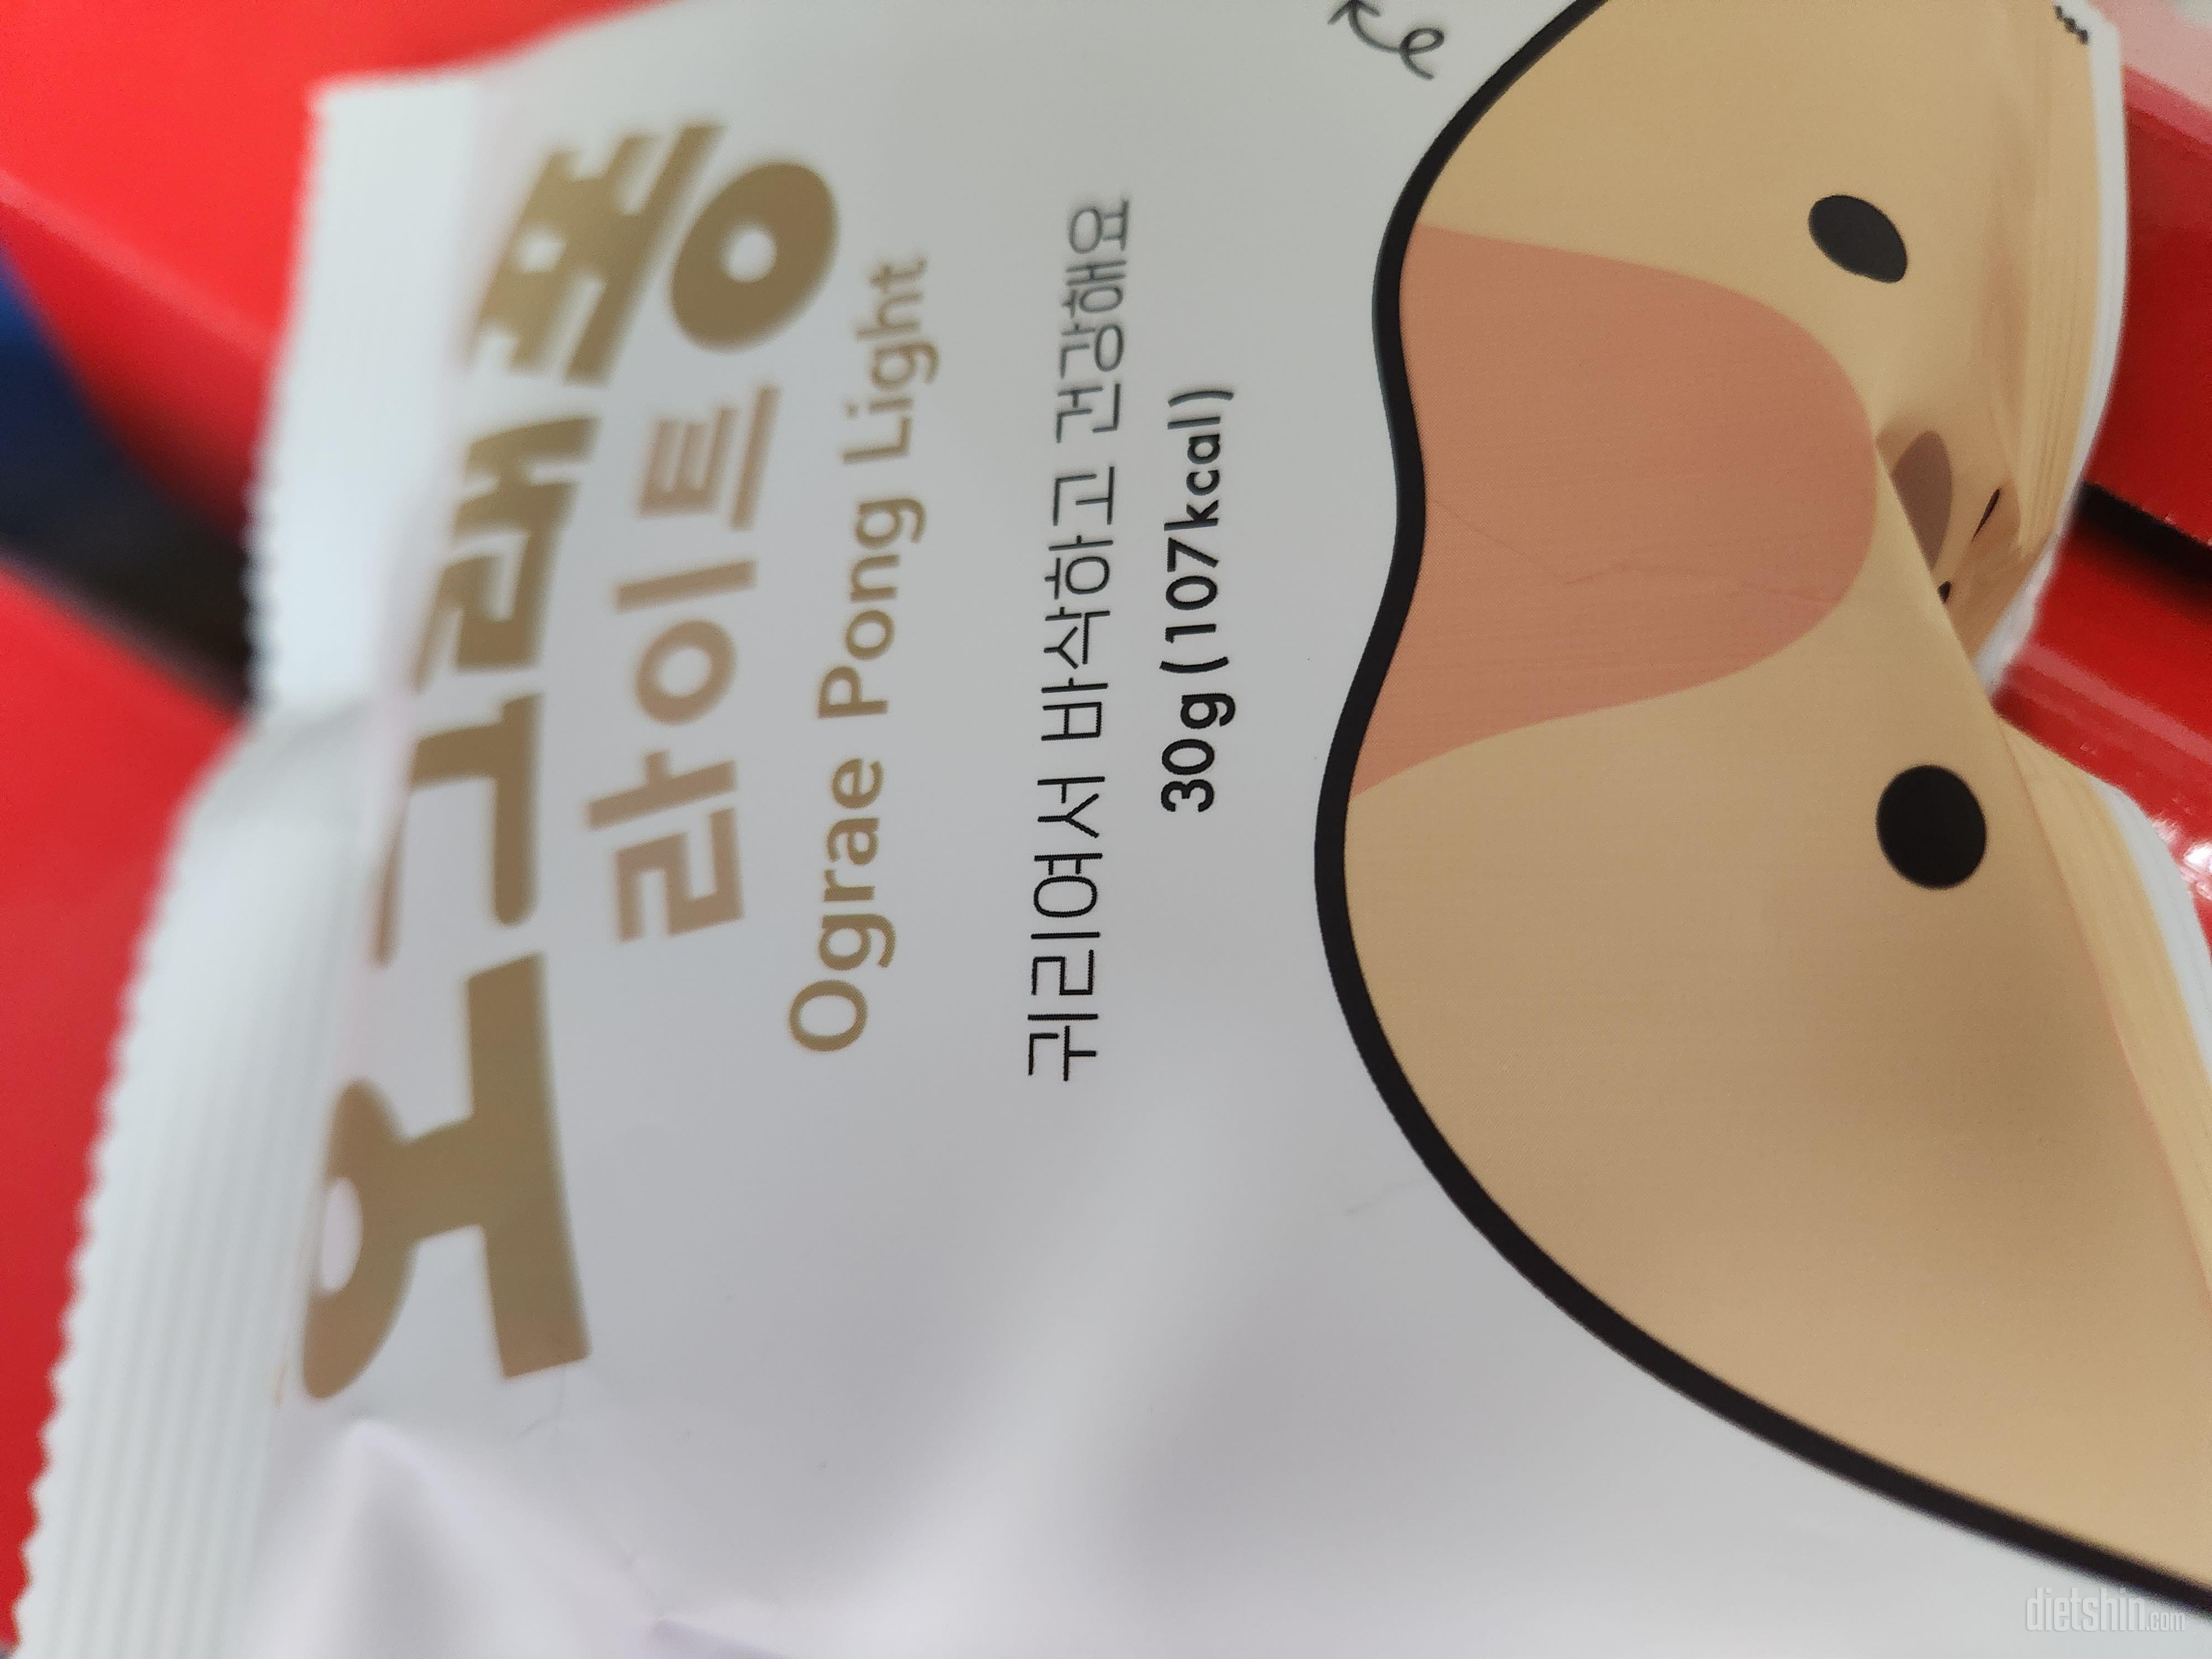 오그래퐁
라이트
Ograe Pong Light
귀리여서 바삭하고 건강해요
30g (107kcal)
dietshin.com